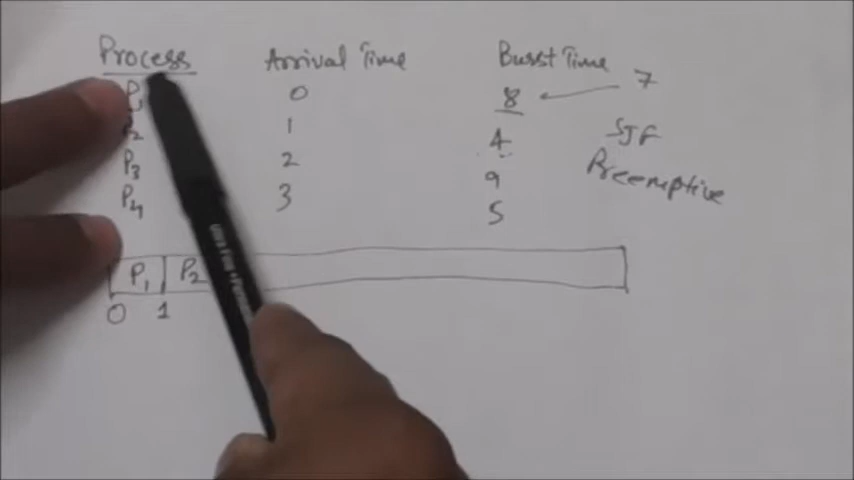 Process Arrival Time Burst Time
P1 0 8 7
P2 1 4 SJF
P3 2 9 Preemptive
P4 3 5
P1 P2
0 1